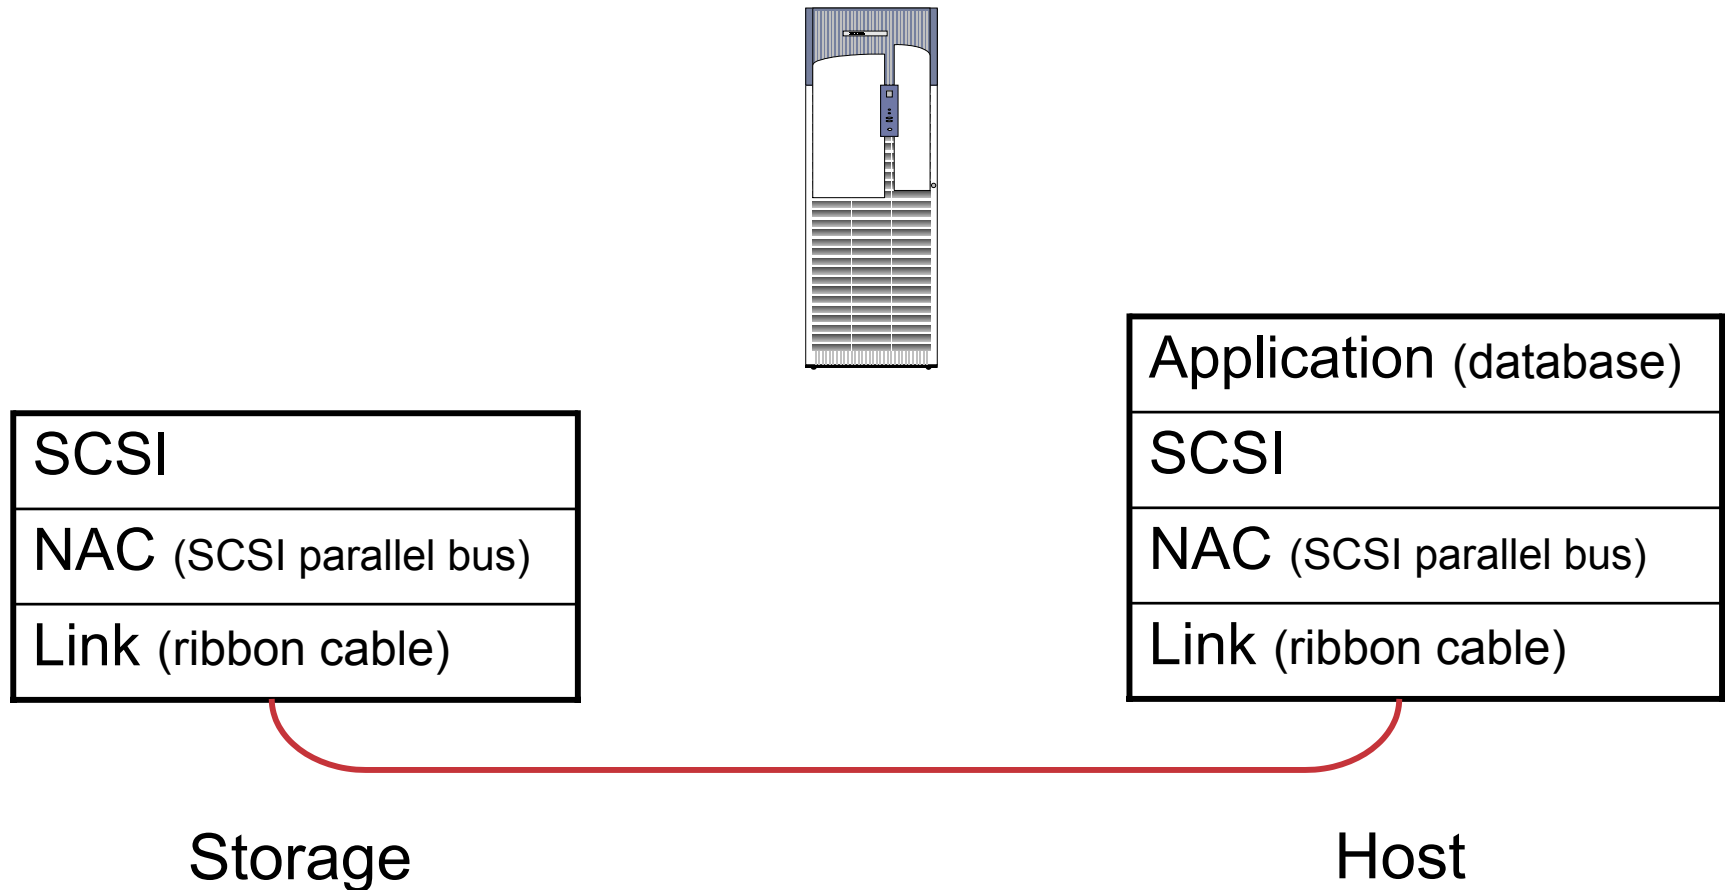 Application (database)
SCSI
SCSI
NAC (SCSI parallel bus)
NAC (SCSI parallel bus)
Link (ribbon cable)
Link (ribbon cable)
Storage
Host